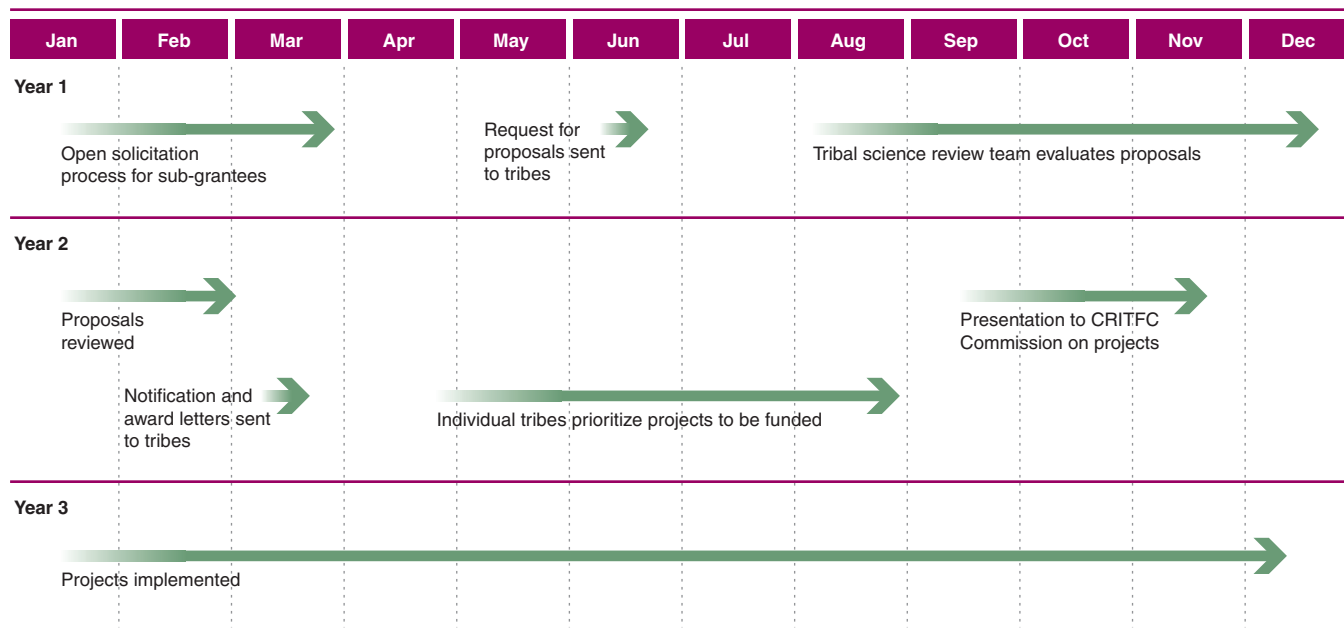 Jan Feb Mar Apr May Jun Jul Aug Sep Oct Nov Dec
Year 1
Open solicitation
process for sub-grantees
Request for
proposals sent
to tribes
Tribal science review team evaluates proposals
Year 2
Proposals
reviewed
Presentation to CRITFC
Commission on projects
Notification and
award letters sent
to tribes
Individual tribes prioritize projects to be funded
Year 3
Projects implemented